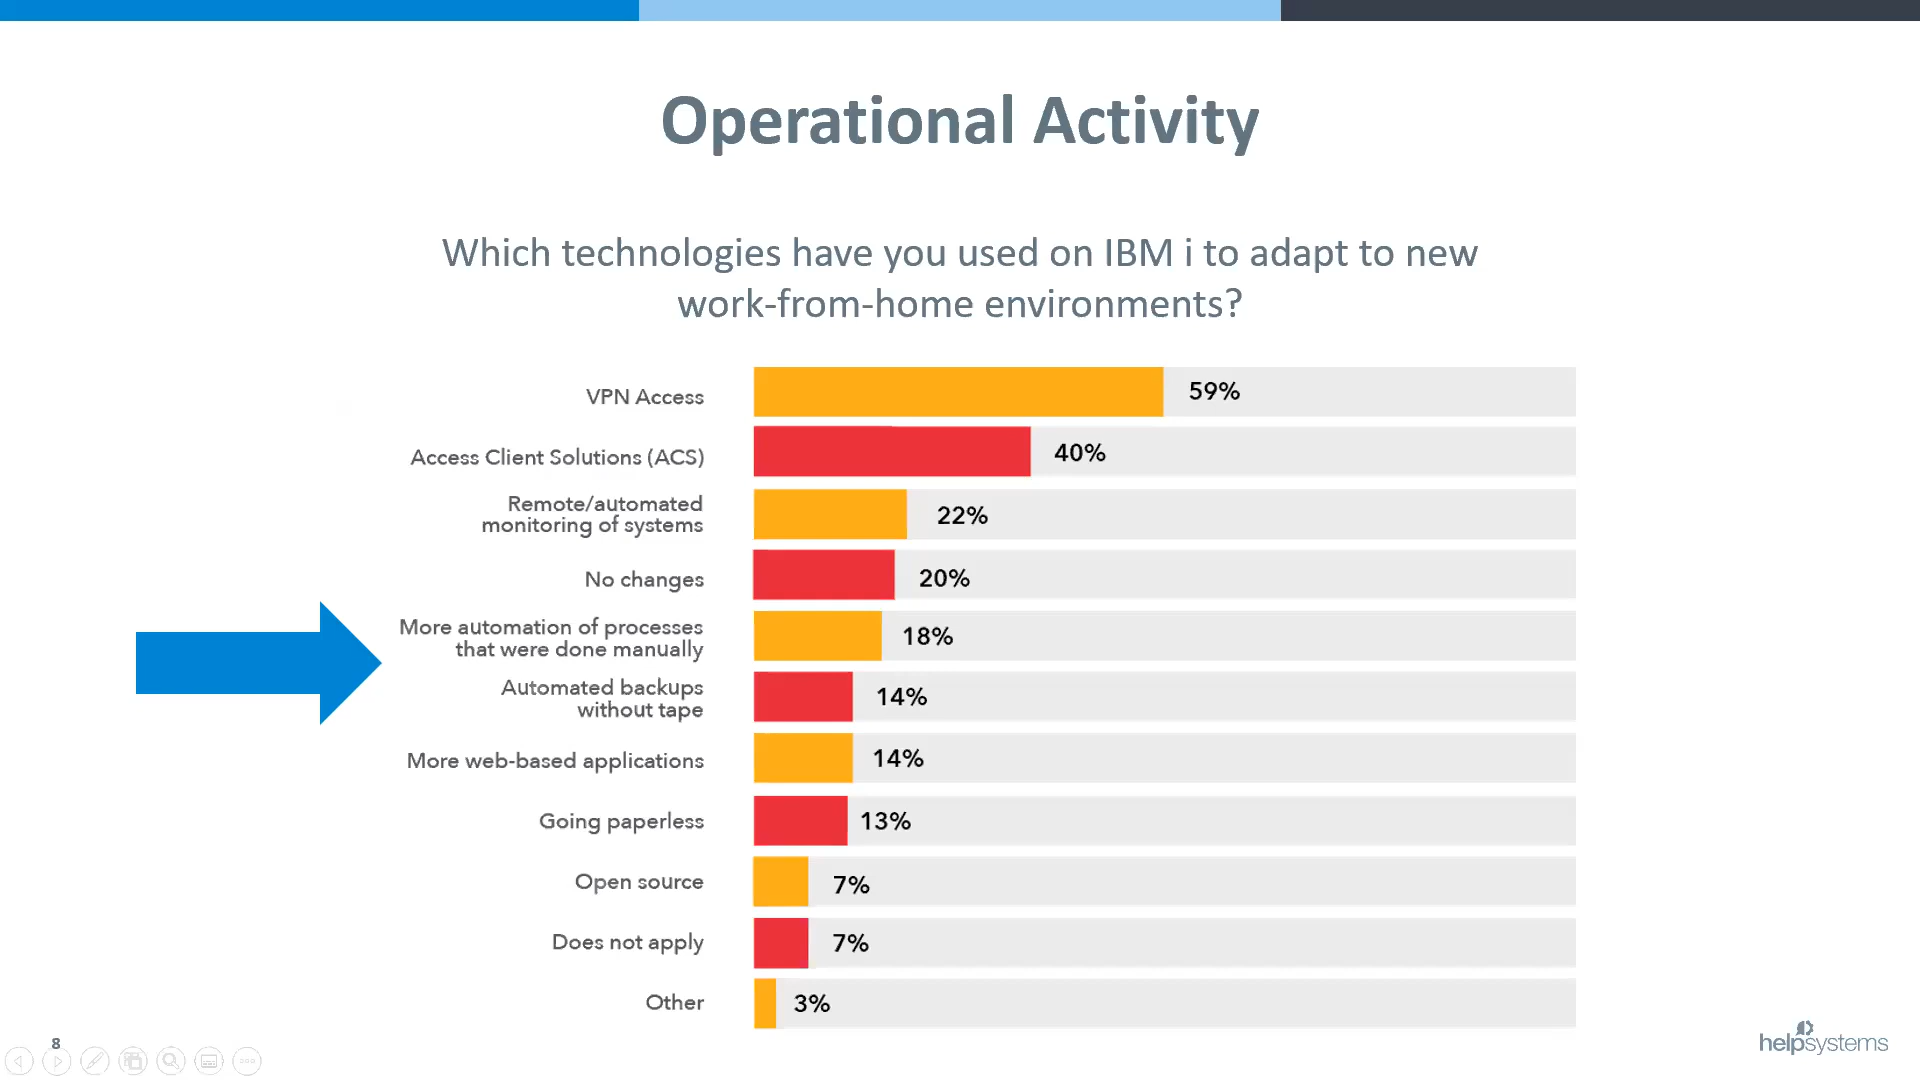 Operational Activity
Which technologies have you used on IBM i to adapt to new
work-from-home environments?
VPN Access
59%
Access Client Solutions (ACS)
40%
Remote/automated
monitoring of systems
22%
No changes
20%
More automation of processes
that were done manually
18%
Automated backups
without tape
14%
More web-based applications
14%
Going paperless
13%
Open source
7%
Does not apply
7%
Other
3%
8
helpsystems